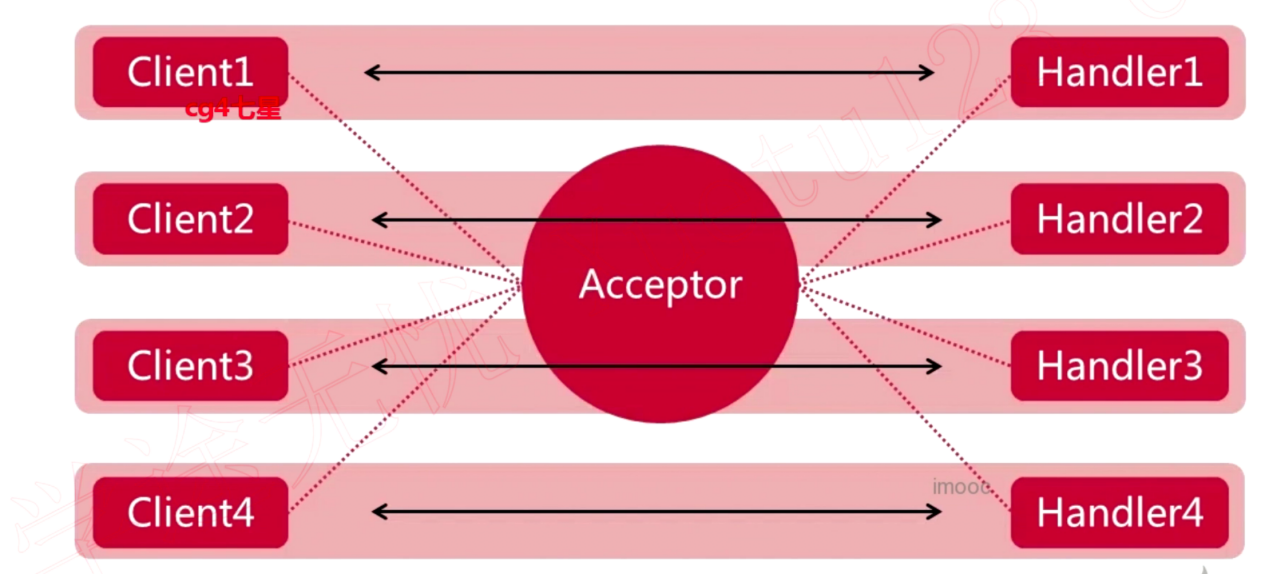 Client1
Handler1
cg4七星
Client2
Handler2
Acceptor
Client3
Handler3
imooc
Client4
Handler4